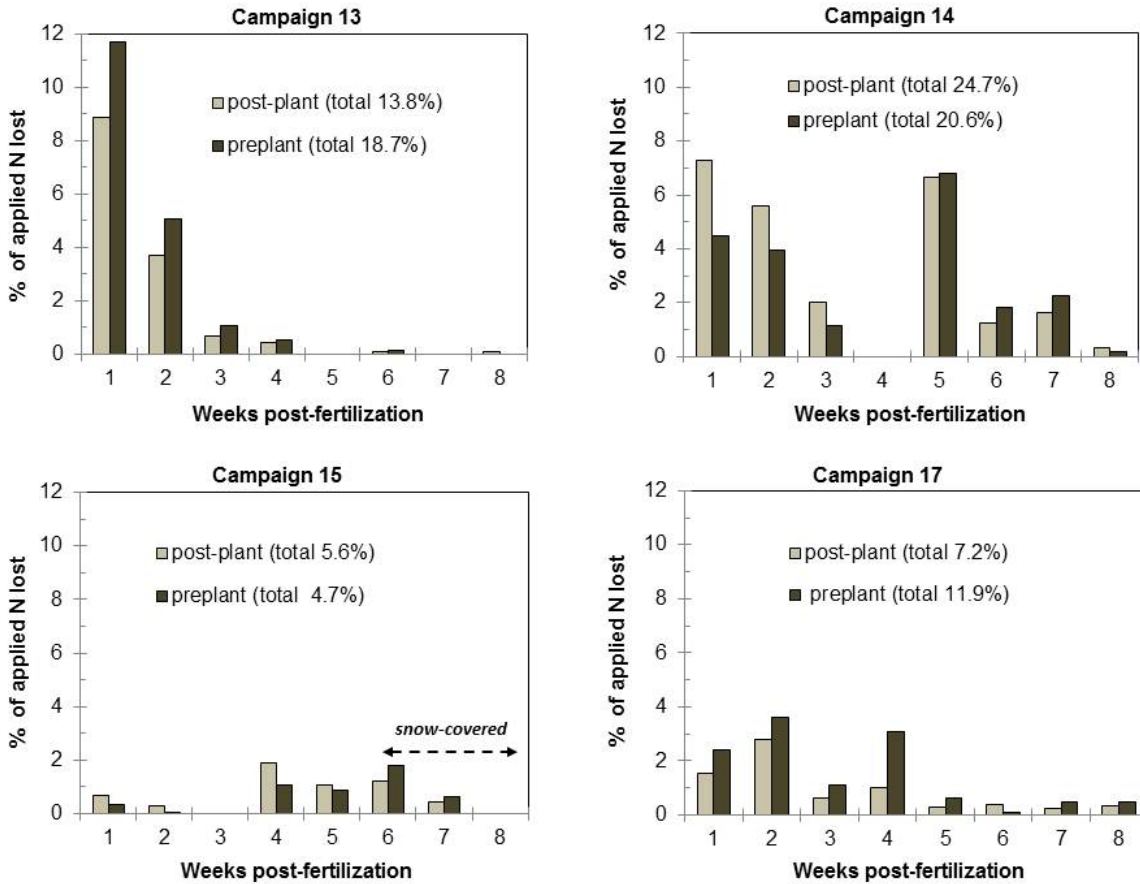 Campaign 13
12
10
8
6
4
2
0
% of applied N lost
post-plant (total 13.8%)
preplant (total 18.7%)
1 2 3 4 5 6 7 8
Weeks post-fertilization
Campaign 14
12
10
8
6
4
2
0
% of applied N lost
post-plant (total 24.7%)
preplant (total 20.6%)
1 2 3 4 5 6 7 8
Weeks post-fertilization
Campaign 15
12
10
8
6
4
2
0
% of applied N lost
post-plant (total 5.6%)
preplant (total 4.7%)
snow-covered
1 2 3 4 5 6 7 8
Weeks post-fertilization
Campaign 17
12
10
8
6
4
2
0
% of applied N lost
post-plant (total 7.2%)
preplant (total 11.9%)
1 2 3 4 5 6 7 8
Weeks post-fertilization